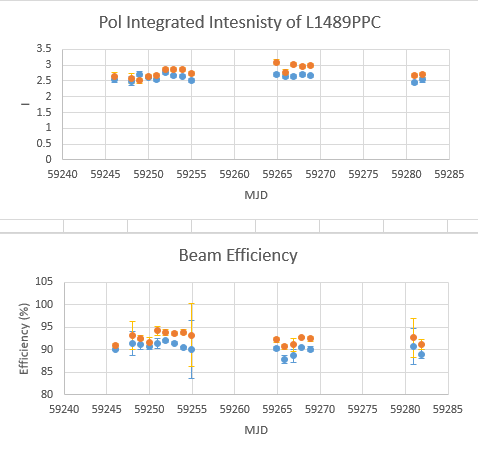 Pol Integrated Intesnisty of L1489PPC
3.5
3
2.5
2
1.5
1
0.5
0
I
59240 59245 59250 59255 59260 59265 59270 59275 59280 59285
MJD
Beam Efficiency
105
100
95
90
85
80
Efficiency (%)
59240 59245 59250 59255 59260 59265 59270 59275 59280 59285
MJD